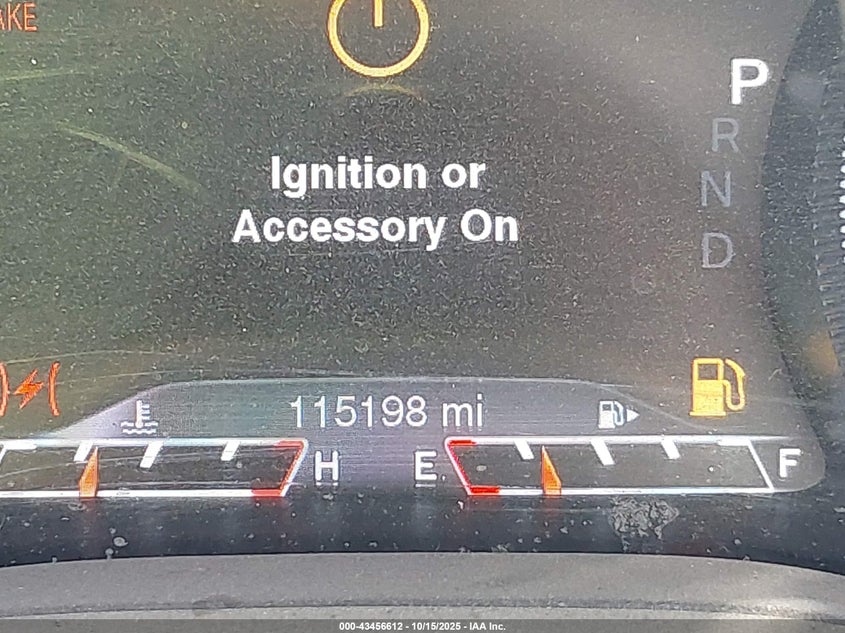 AKE
P
R
Ignition or
N
Accessory On
D
115198 mi
H
E
F
000-43456612 - 10/15/2025 - IAA Inc.